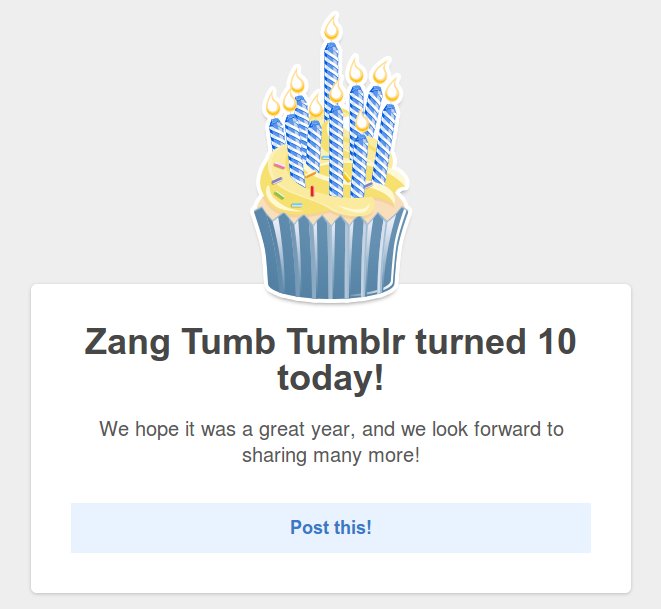 Zang Tumb Tumblr turned 10
today!
We hope it was a great year, and we look forward to
sharing many more!
Post this!